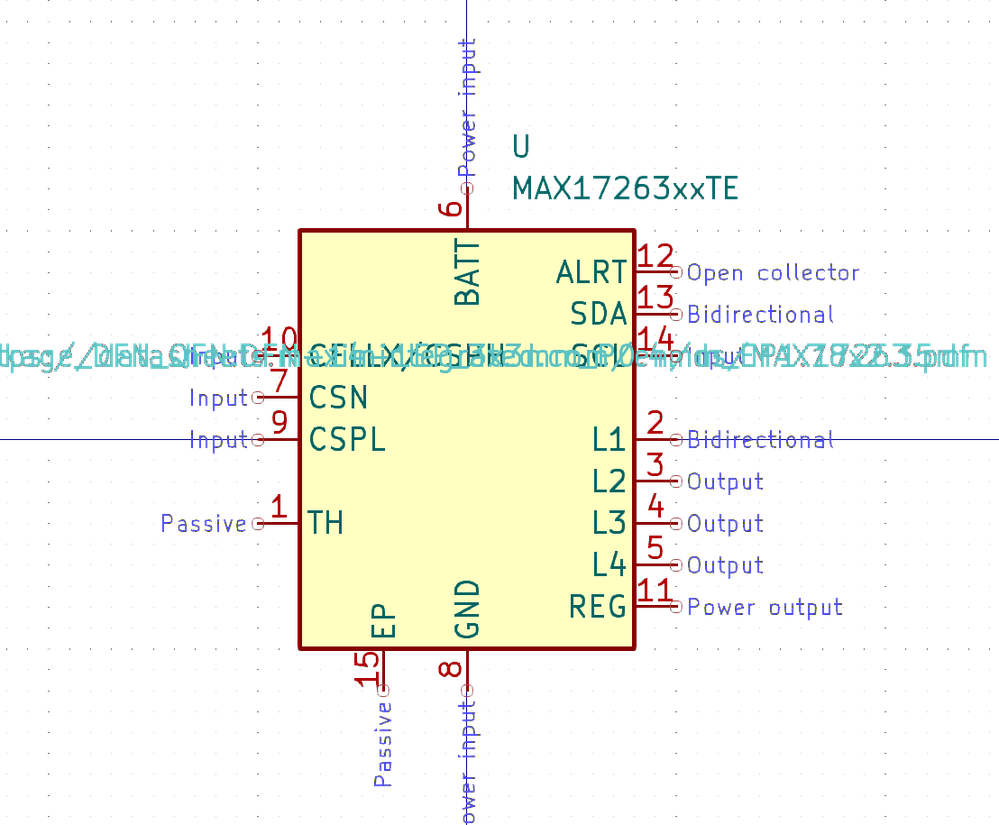 Power input
U
MAX17263xxTE
6
BATT
ALRT 12 Open collector
SDA 13 Bidirectional
10 14
Input 7 CSN
Input 9 CSPL
L1 2 Bidirectional
L2 3 Output
Passive 1 TH
L3 4 Output
L4 5 Output
REG 11 Power output
EP
GND
15
8
Passive
ower input